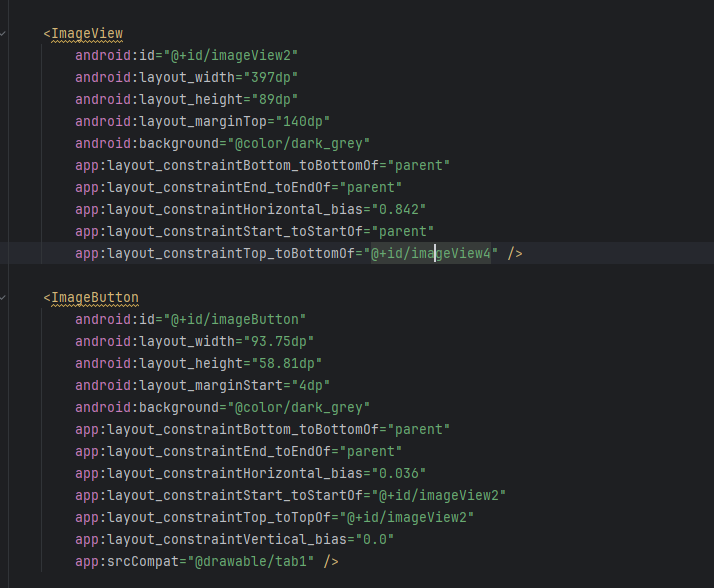 <ImageView
android:id="@+id/imageView2"
android:layout_width="397dp"
android:layout_height="89dp"
android:layout_marginTop="140dp"
android:background="@color/dark_grey"
app:layout_constraintBottom_toBottomOf="parent"
app:layout_constraintEnd_toEndOf="parent"
app:layout_constraintHorizontal_bias="0.842"
app:layout_constraintStart_toStartOf="parent"
app:layout_constraintTop_toBottomOf="@+id/imageView4" />
<ImageButton
android:id="@+id/imageButton"
android:layout_width="93.75dp"
android:layout_height="58.81dp"
android:layout_marginStart="4dp"
android:background="@color/dark_grey"
app:layout_constraintBottom_toBottomOf="parent"
app:layout_constraintEnd_toEndOf="parent"
app:layout_constraintHorizontal_bias="0.036"
app:layout_constraintStart_toStartOf="@+id/imageView2"
app:layout_constraintTop_toTopOf="@+id/imageView2"
app:layout_constraintVertical_bias="0.0"
app:srcCompat="@drawable/tab1" />